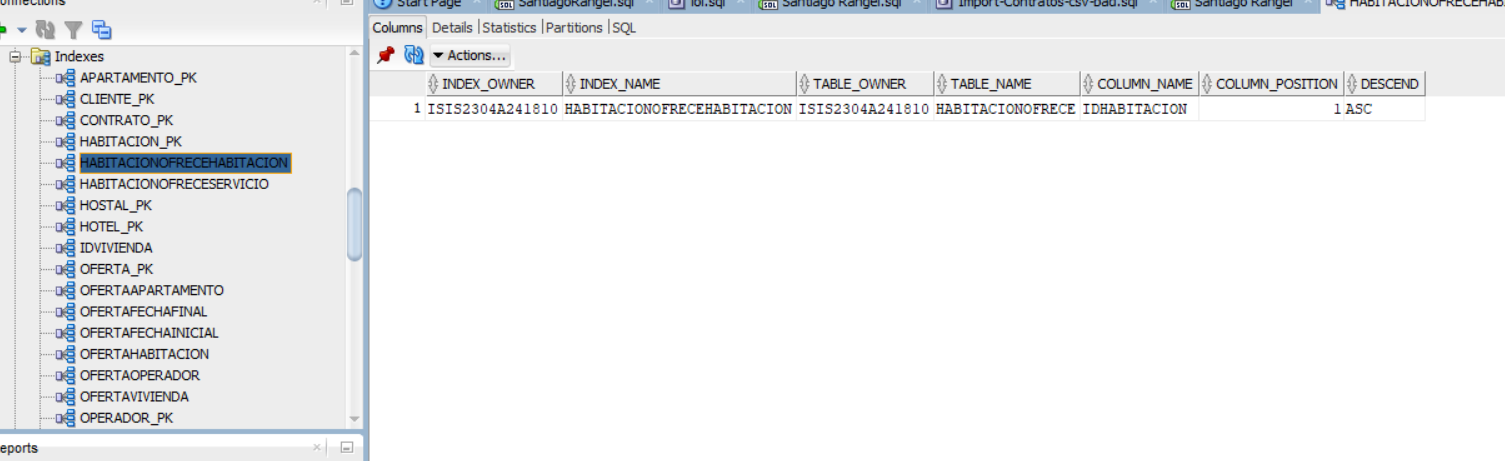 Start Page SantiagoRangel.sql lol.sql Santiago Rangel.sql Import-Contratos-csv-bad.sql Santiago Rangel
Columns Details |Statistics |Partitions |SQL
Actions...
INDEX_OWNER INDEX_NAME TABLE_OWNER TABLE_NAME COLUMN_NAME COLUMN_POSITION DESCEND
1 ISIS2304A241810 HABITACIONOFRECEHABITACION ISIS2304A241810 HABITACIONOFRECE IDHABITACION 1 ASC
Indexes
APARTAMENTO_PK
CLIENTE_PK
CONTRATO_PK
HABITACION_PK
HABITACIONOFRECEHABITACION
HABITACIONOFRECESERVICIO
HOSTAL_PK
HOTEL_PK
IDVIVIENDA
OFERTA_PK
OFERTAAPARTAMENTO
OFERTAFECHAFINAL
OFERTAFECHAINICIAL
OFERTAHABITACION
OFERTAOPERADOR
OFERTAVIVIENDA
OPERADOR_PK
eports